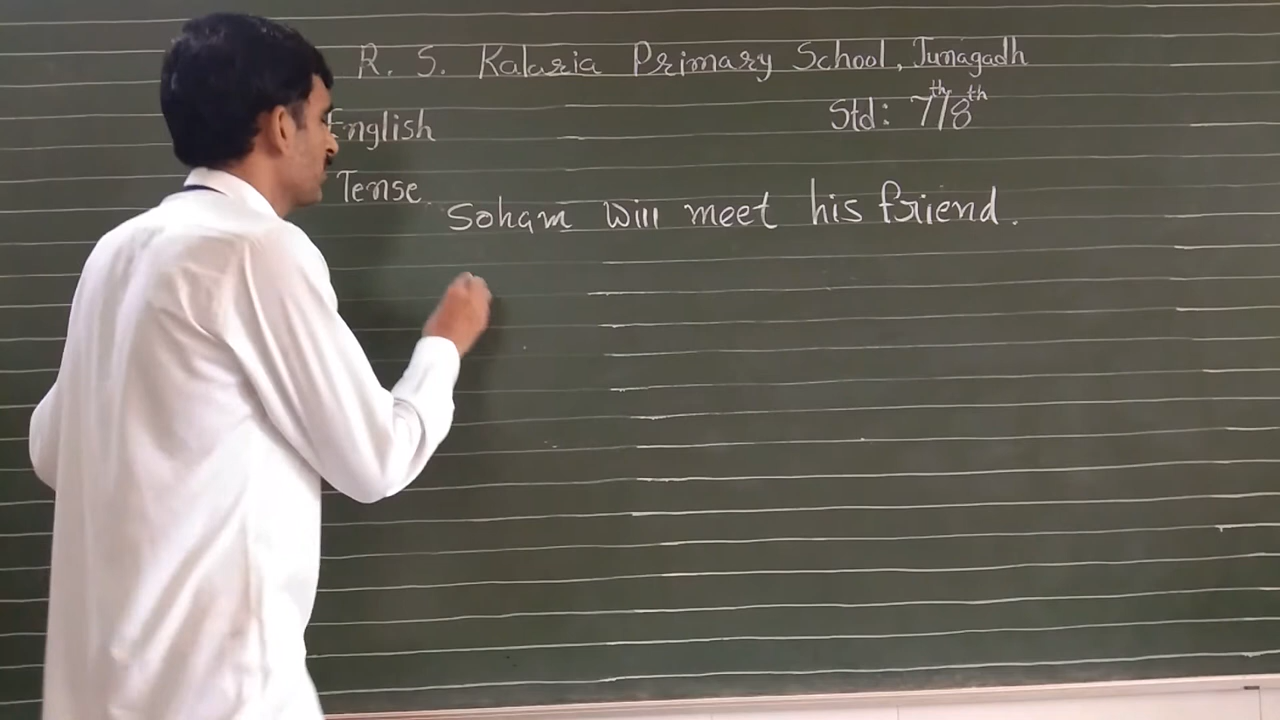 R. S. Kalaria Primary School, Junagadh
English Std: 7th/8th
Tense.
Soham will meet his friend.